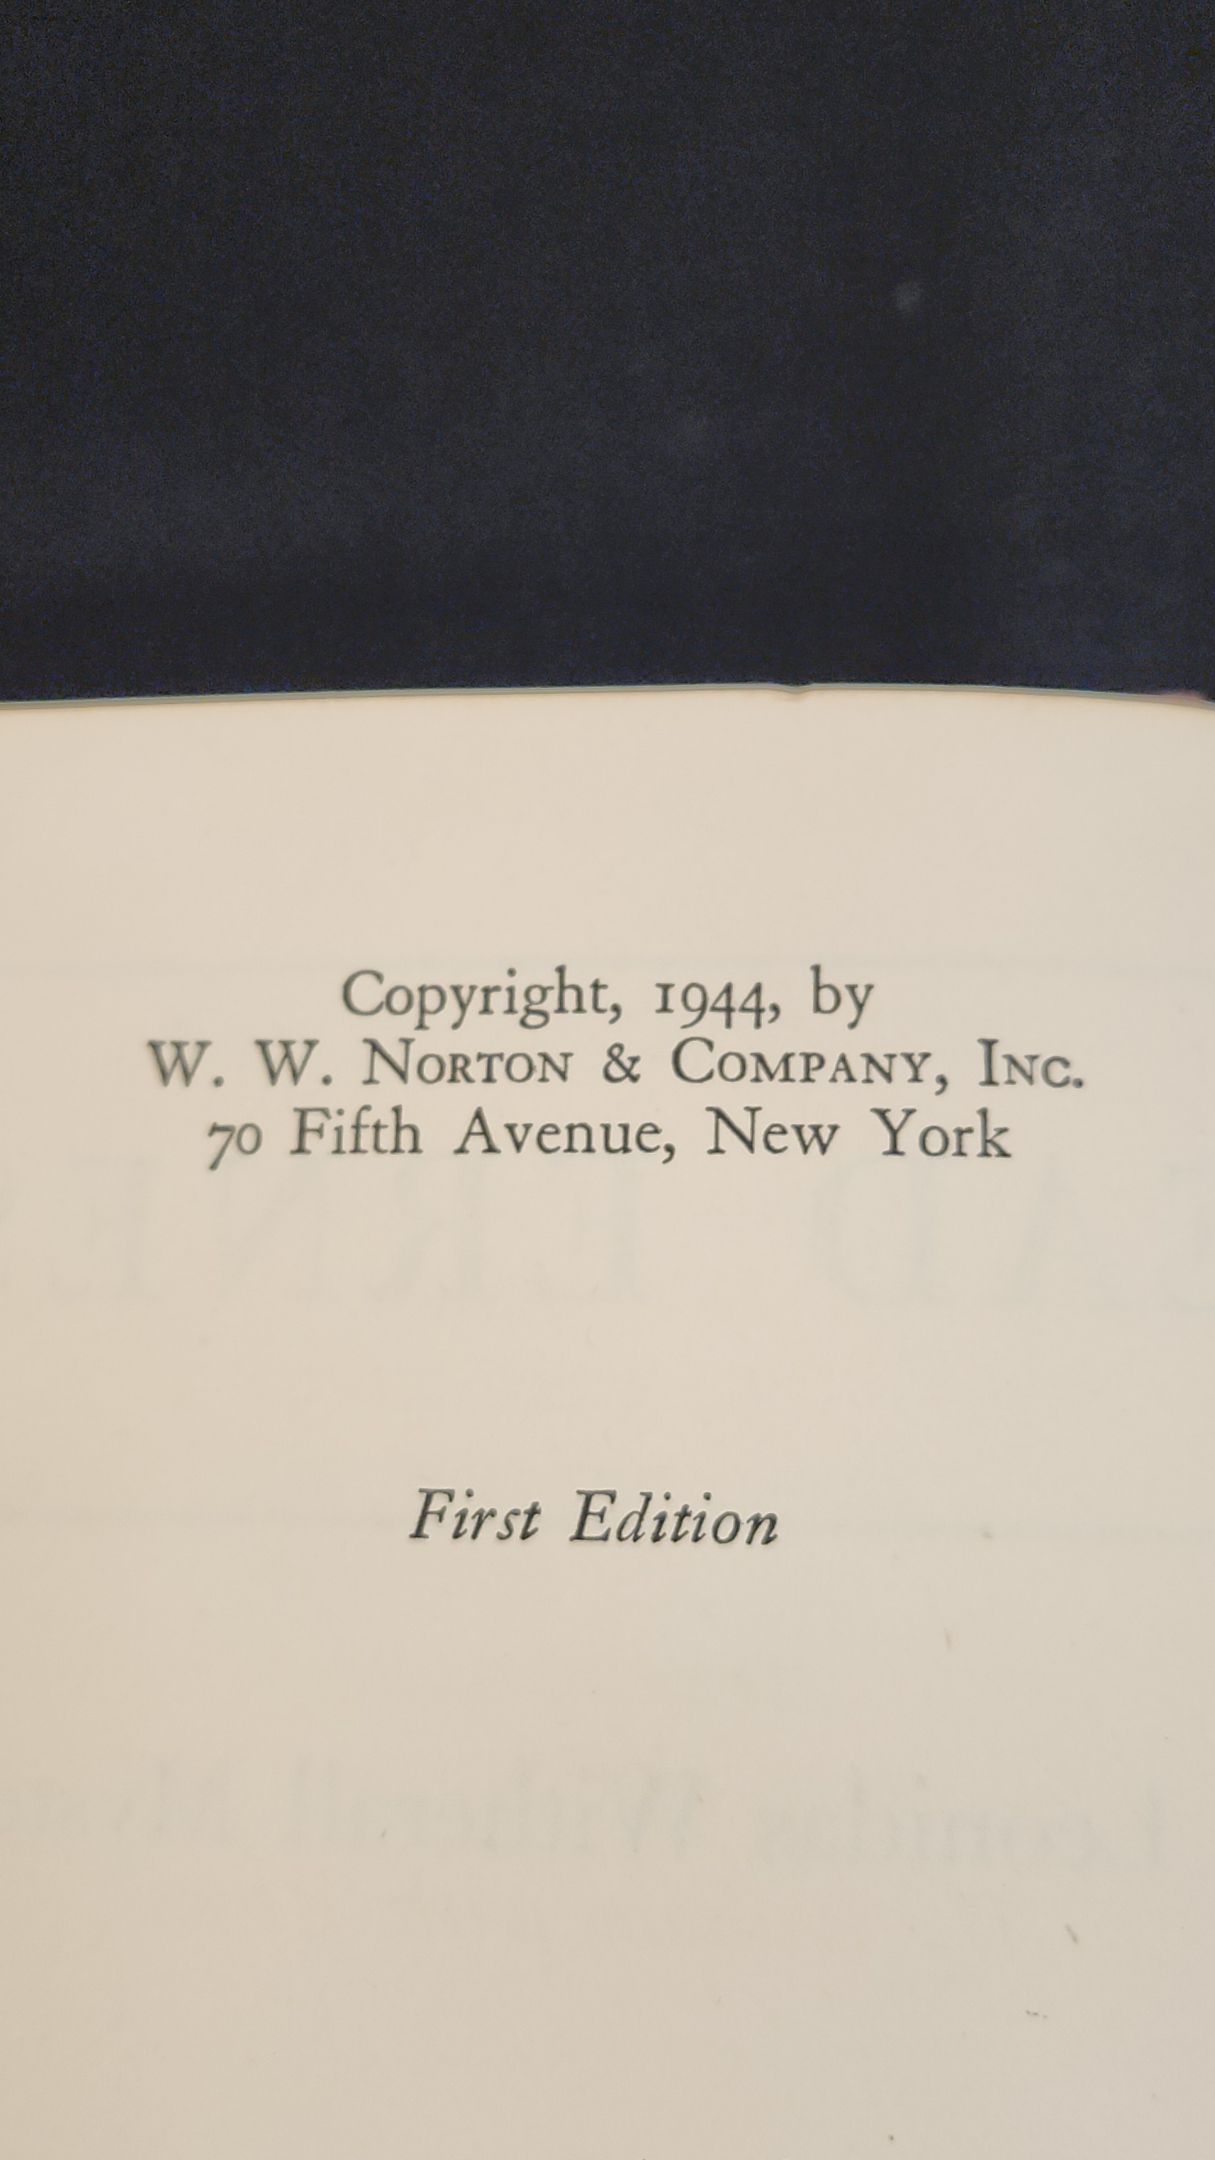 Copyright, 1944, by
W. W. NORTON & COMPANY, INC.
70 Fifth Avenue, New York
First Edition